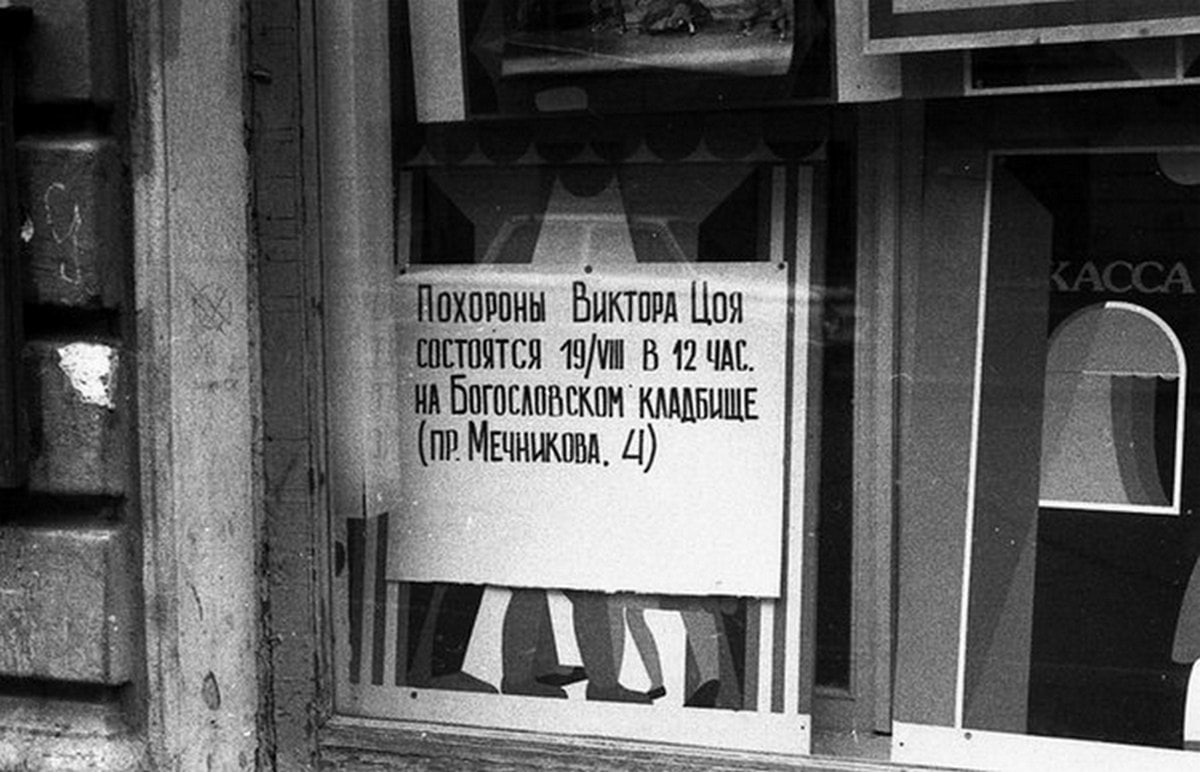 Похороны Виктора Цоя
состоятся 19/VIII в 12 час.
на Богословском кладбище
(пр. Мечникова, 4)
КАССА